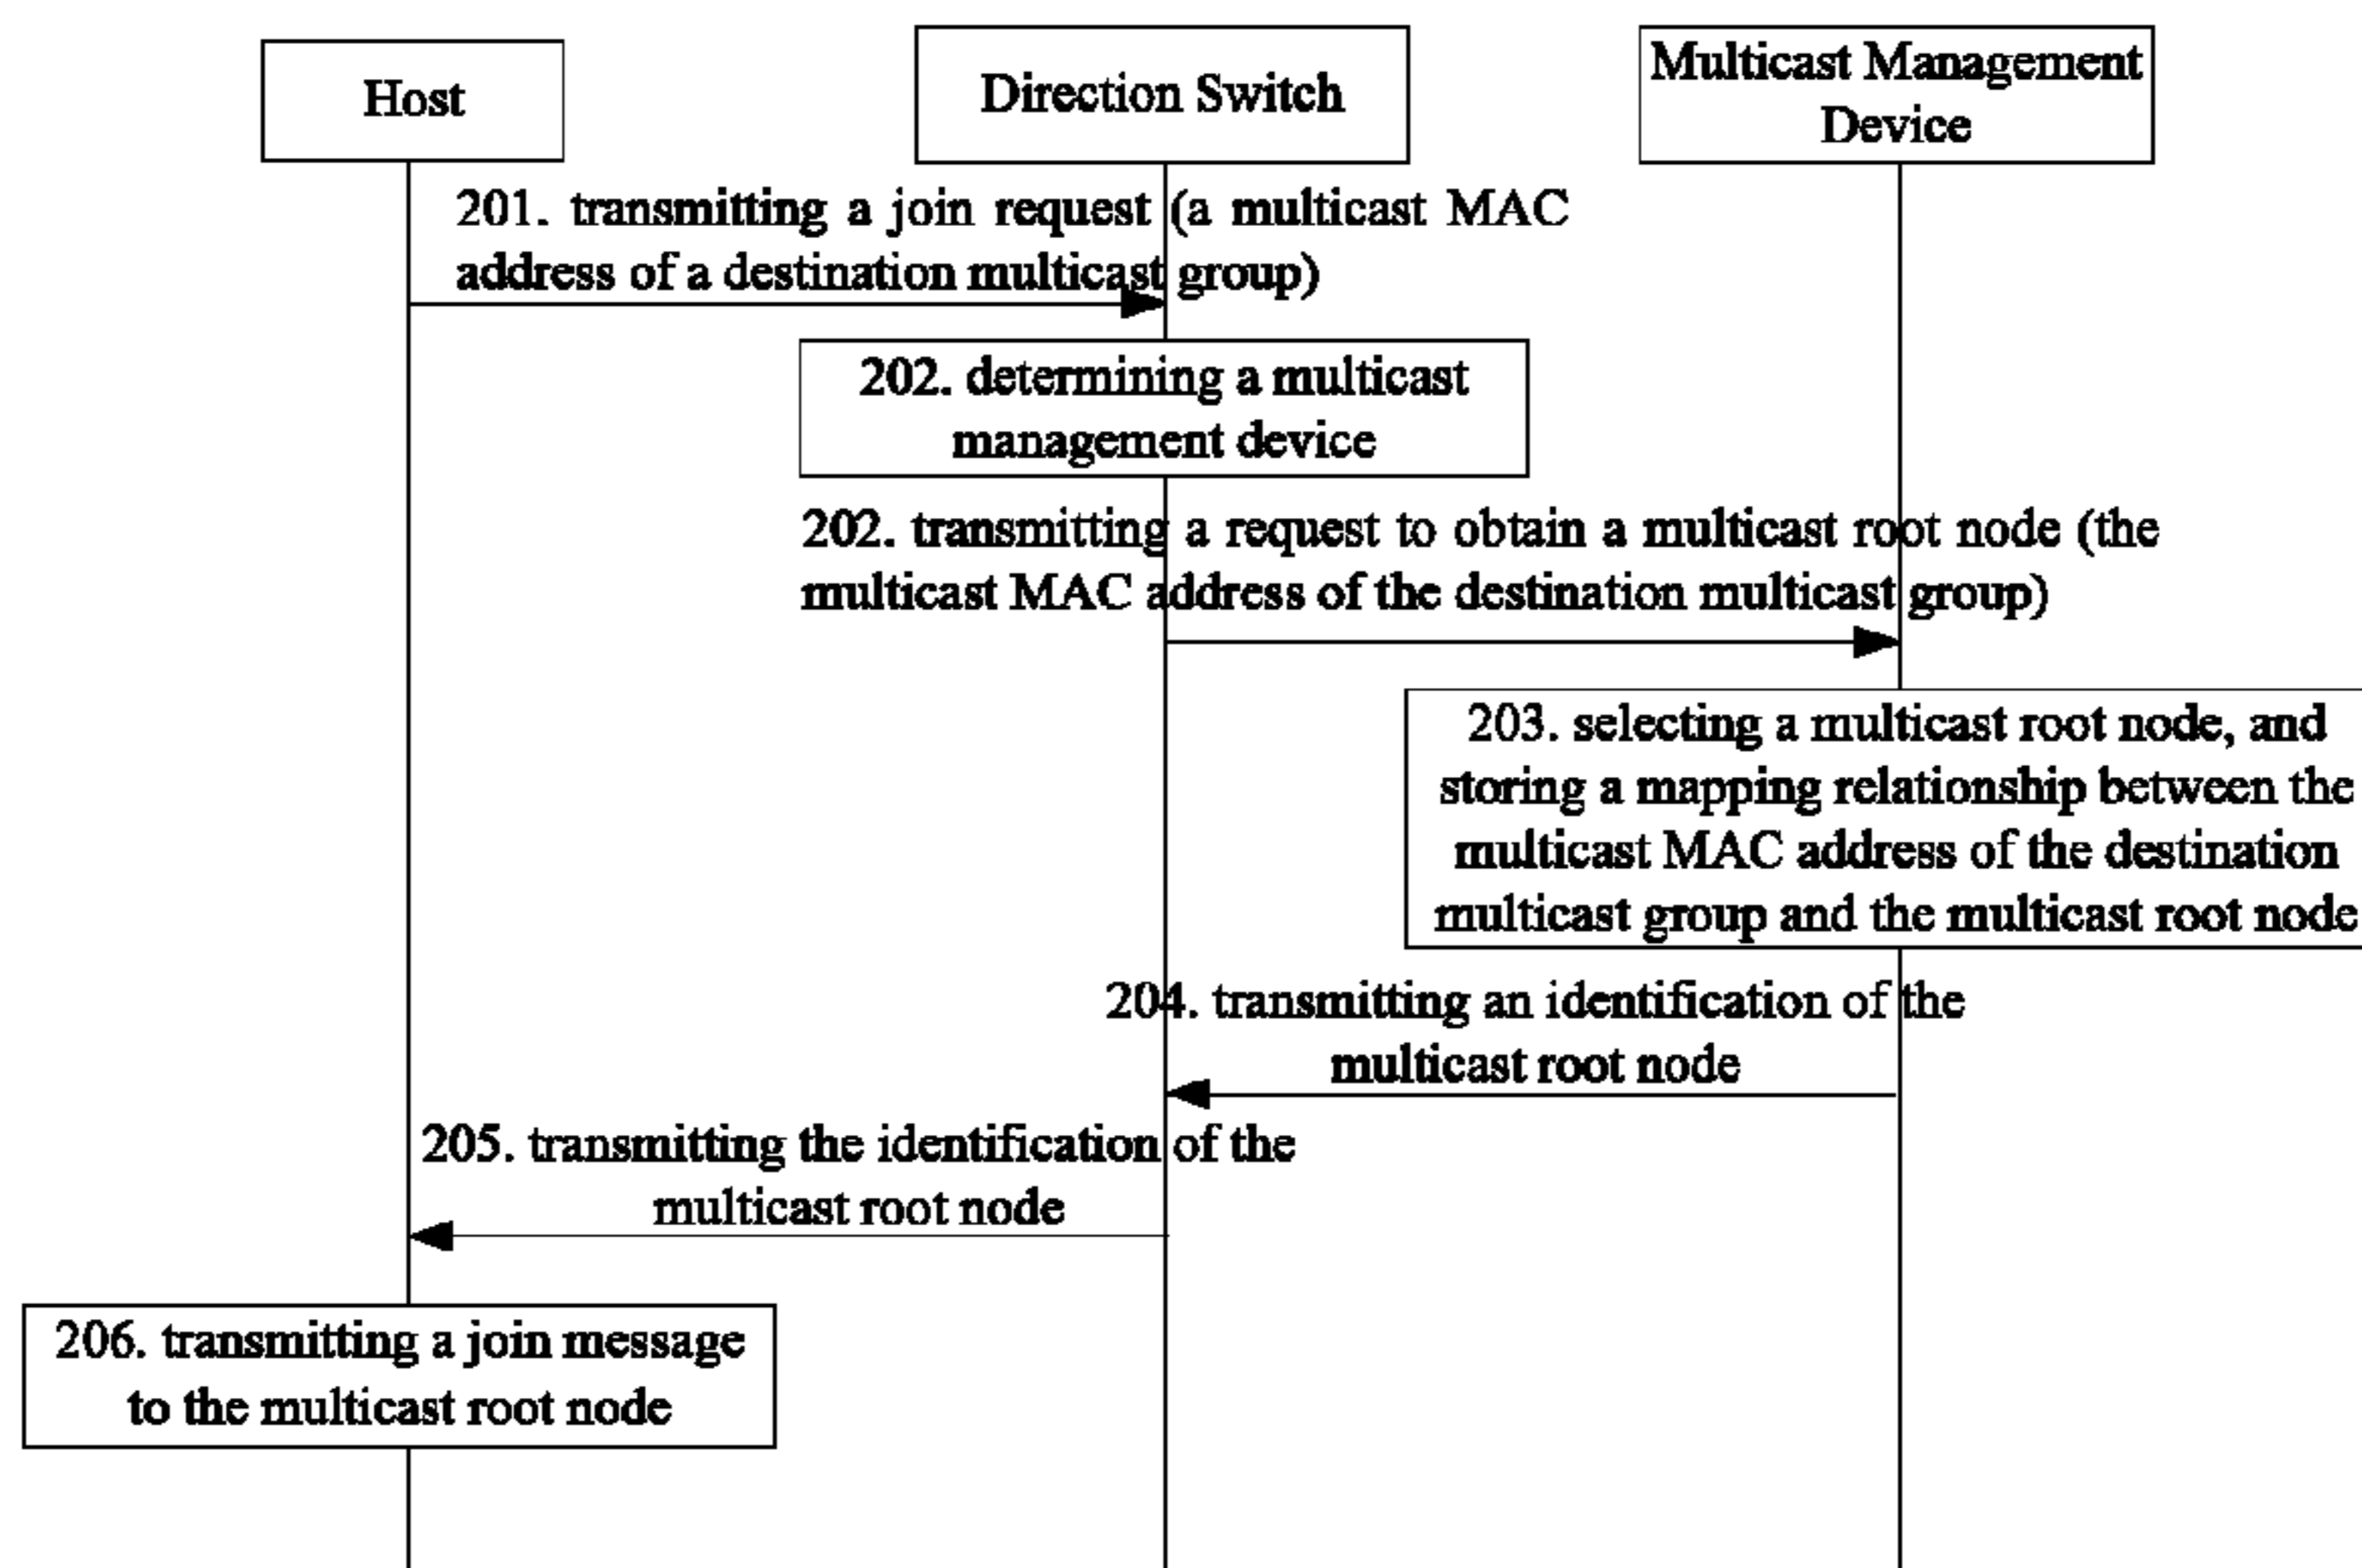 Host
Direction Switch
Multicast Management
Device
201. transmitting a join request (a multicast MAC
address of a destination multicast group)
202. determining a multicast
management device
202. transmitting a request to obtain a multicast root node (the
multicast MAC address of the destination multicast group)
203. selecting a multicast root node, and
storing a mapping relationship between the
multicast MAC address of the destination
multicast group and the multicast root node
204. transmitting an identification of the
multicast root node
205. transmitting the identification of the
multicast root node
206. transmitting a join message
to the multicast root node